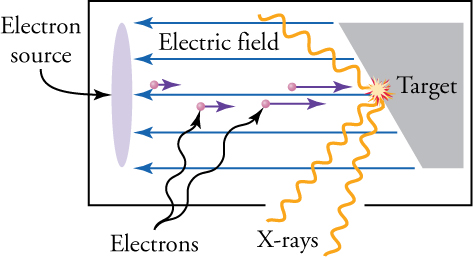 Electron
source
Electric field
Target
Electrons
X-rays